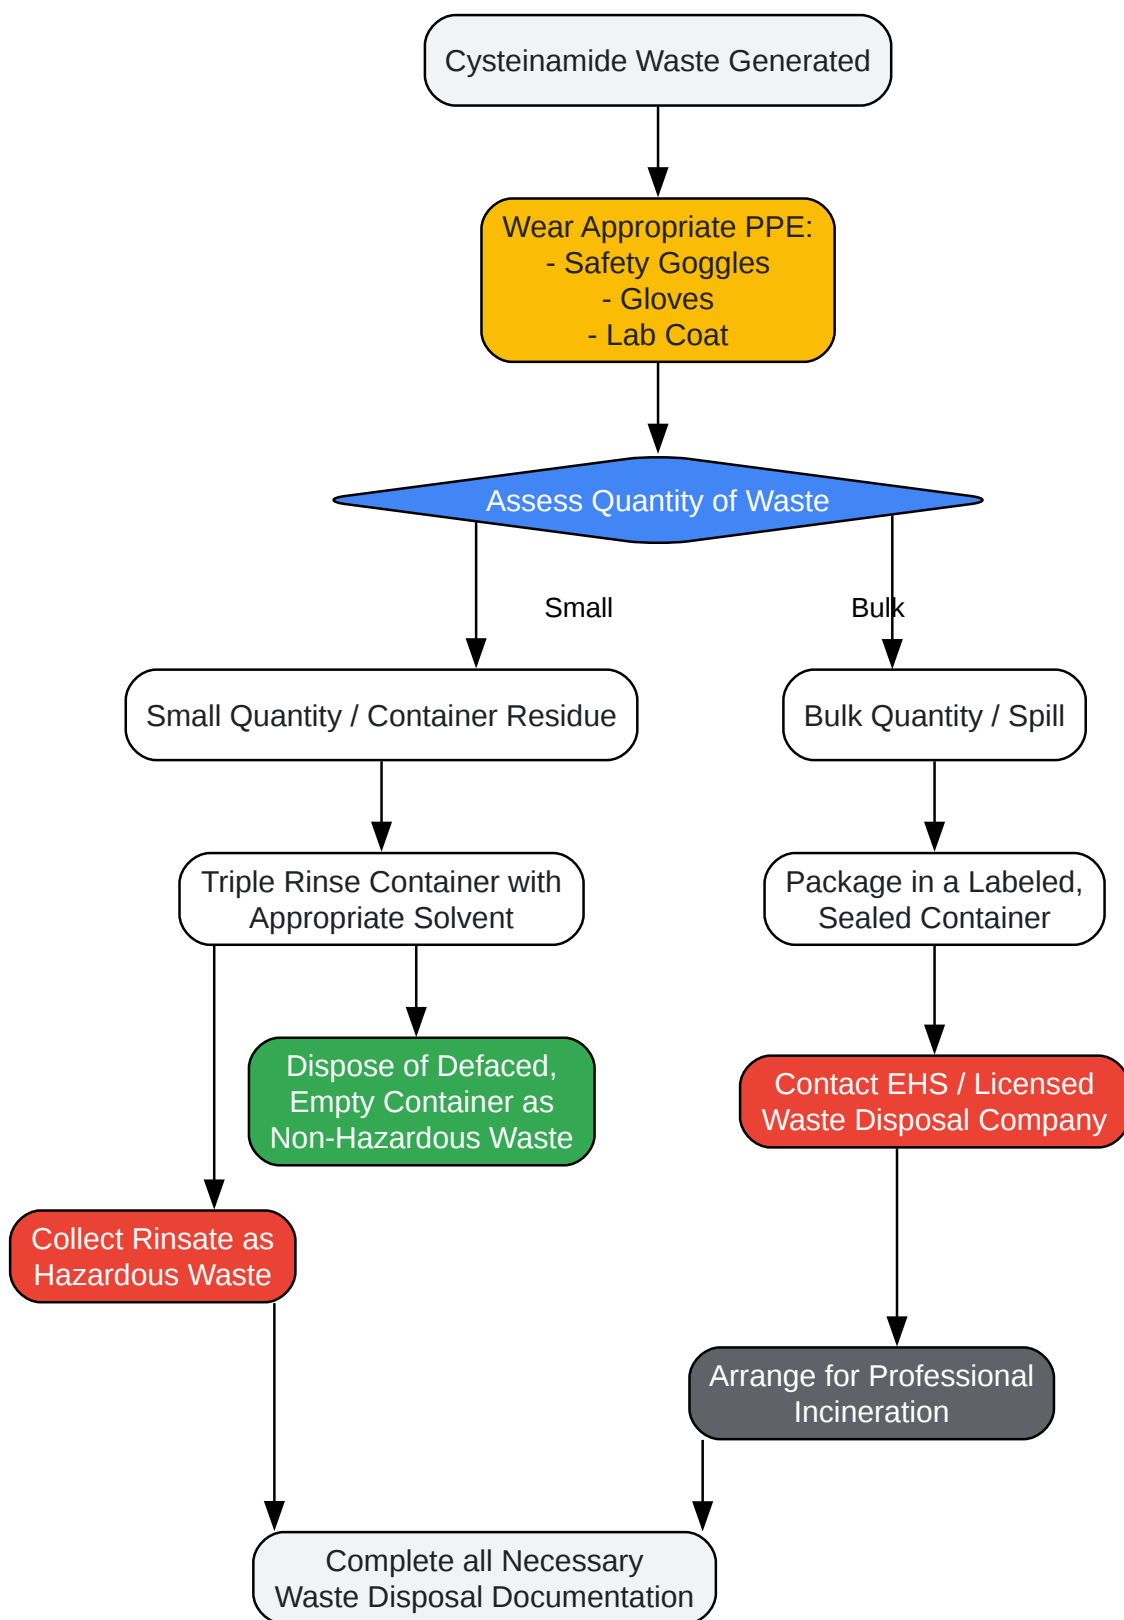 Cysteinamide Waste Generated
Wear Appropriate PPE:
- Safety Goggles
- Gloves
- Lab Coat
Assess Quantity of Waste
Small
Bulk
Small Quantity / Container Residue
Bulk Quantity / Spill
Triple Rinse Container with
Appropriate Solvent
Package in a Labeled,
Sealed Container
Dispose of Defaced,
Empty Container as
Non-Hazardous Waste
Contact EHS / Licensed
Waste Disposal Company
Collect Rinsate as
Hazardous Waste
Arrange for Professional
Incineration
Complete all Necessary
Waste Disposal Documentation